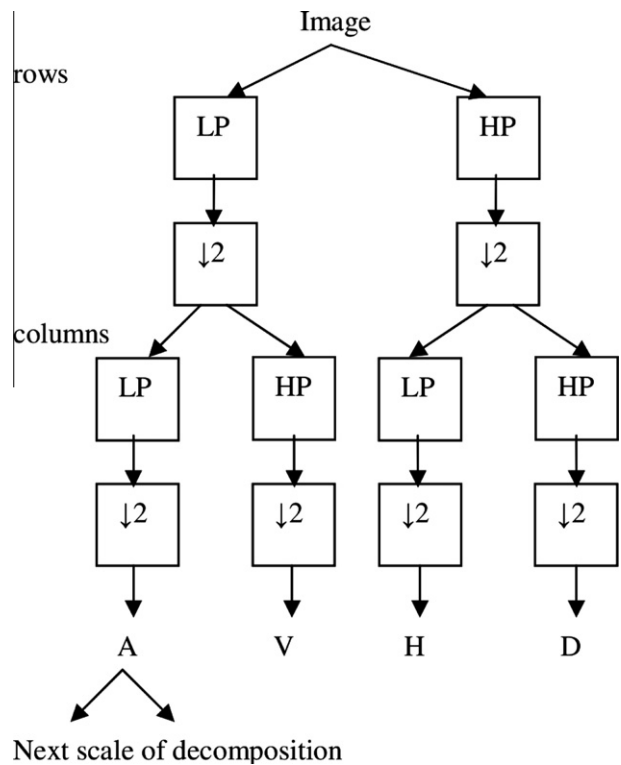 Image
rows
LP HP
↓2 ↓2
columns
LP HP LP HP
↓2 ↓2 ↓2 ↓2
A V H D
Next scale of decomposition